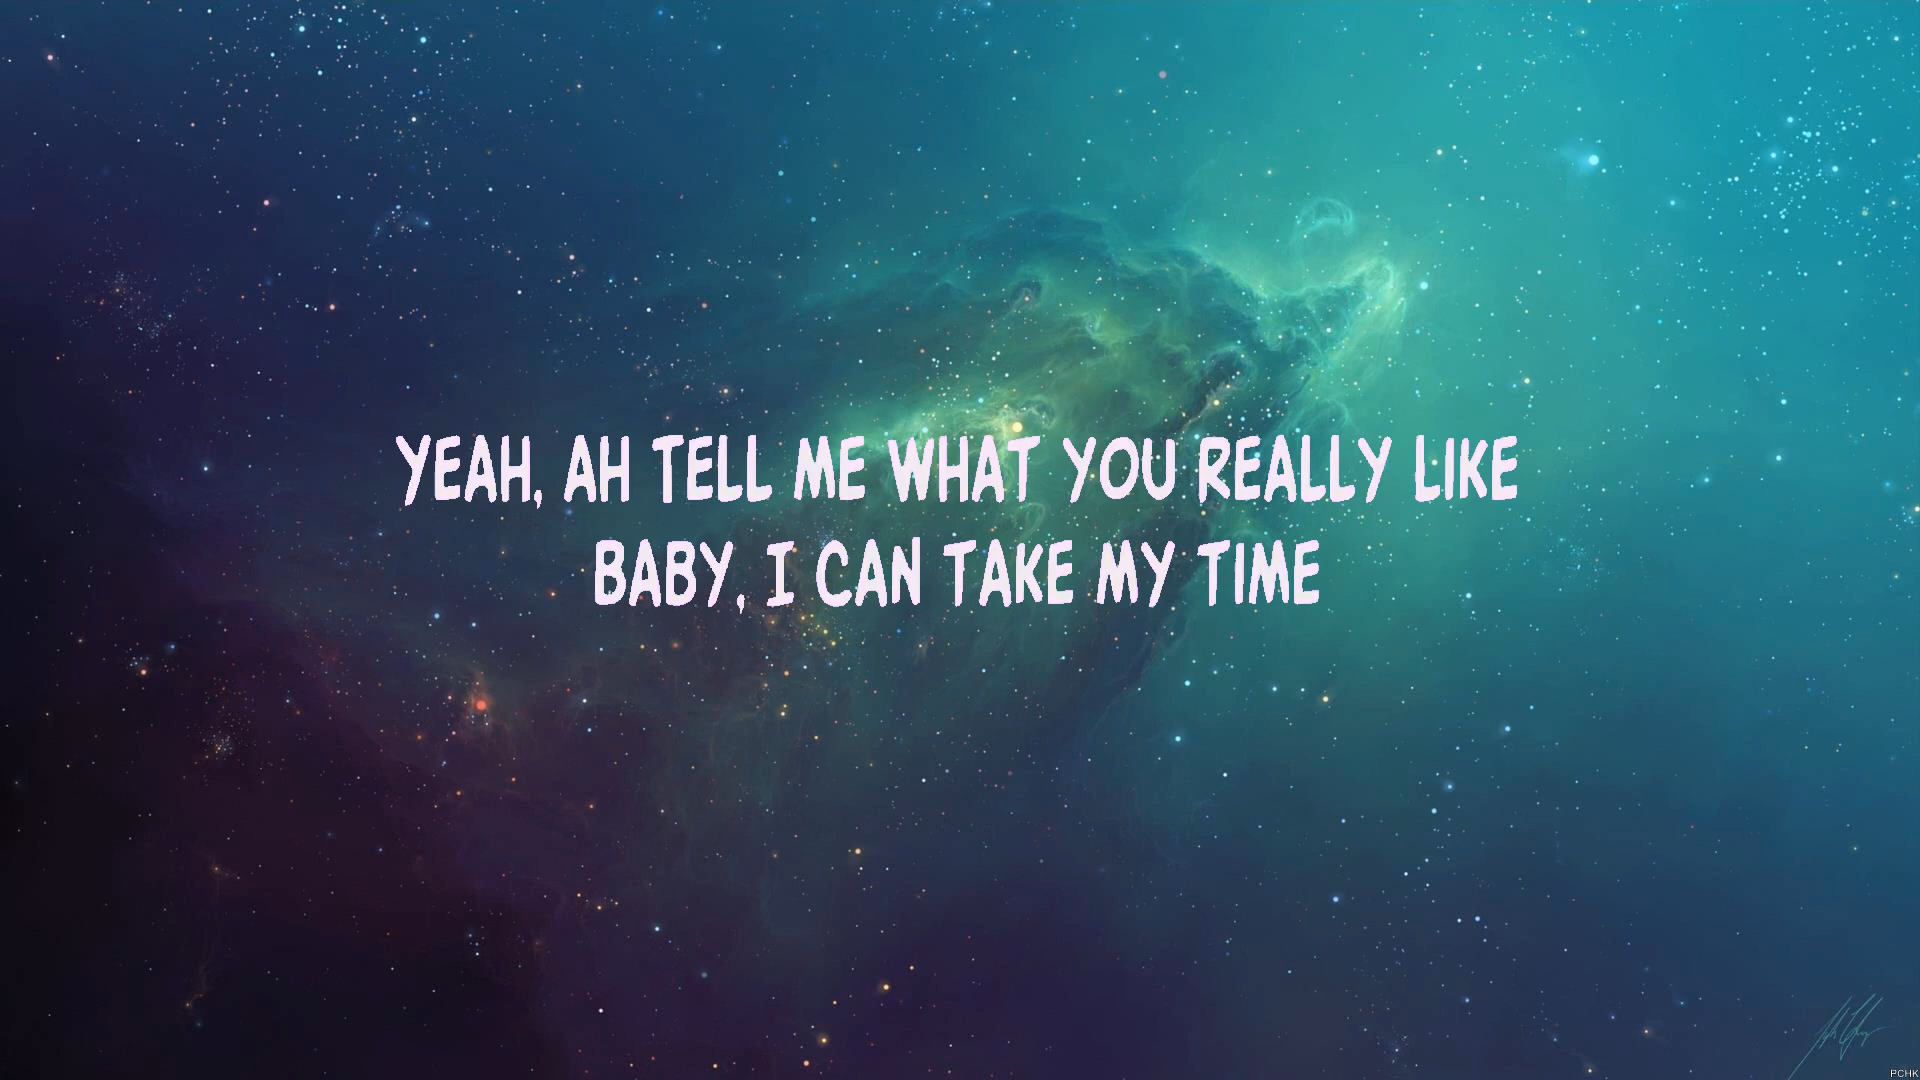 YEAH, AH TELL ME WHAT YOU REALLY LIKE
BABY, I CAN TAKE MY TIME
PCHK